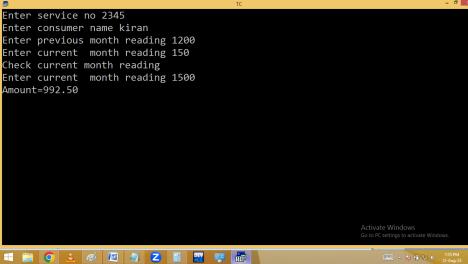 TC
Enter service no 2345
Enter consumer name kiran
Enter previous month reading 1200
Enter current  month reading 150
Check current month reading
Enter current  month reading 1500
Amount=992.50
Activate Windows
Go to PC settings to activate Windows.